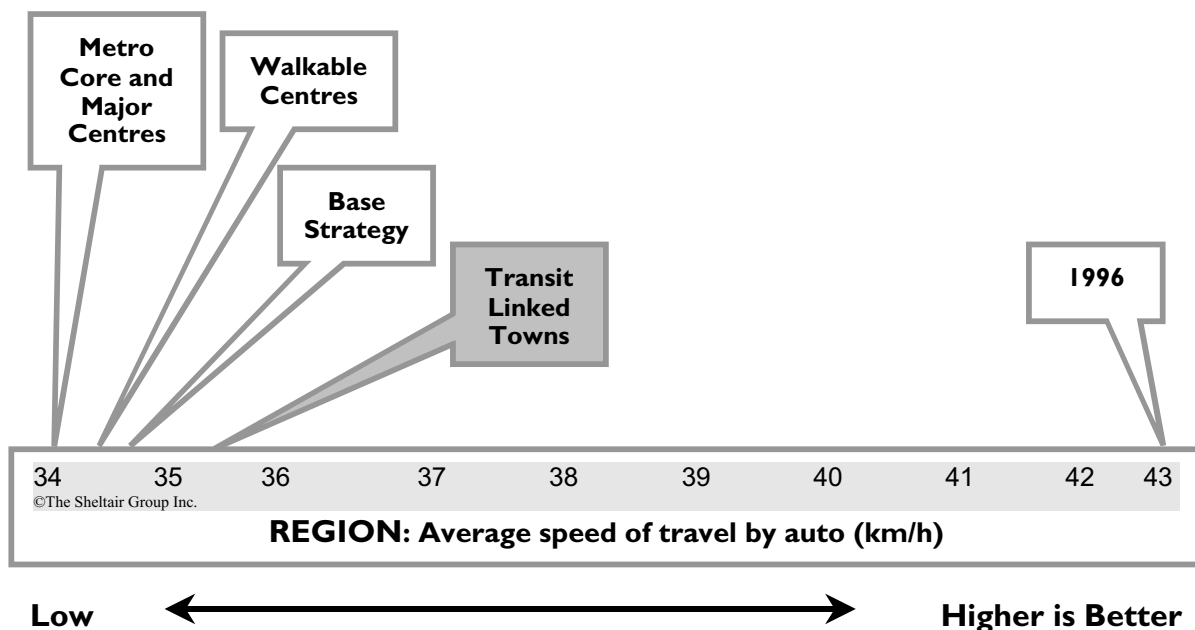 Metro
Core and
Major
Centres
Walkable
Centres
Base
Strategy
Transit
Linked
Towns
1996
34 35 36 37 38 39 40 41 42 43
©The Sheltair Group Inc.
REGION: Average speed of travel by auto (km/h)
Low Higher is Better